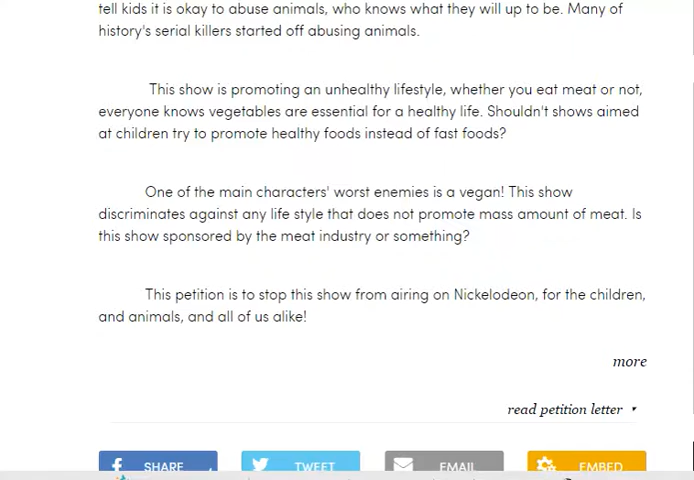 tell kids it is okay to abuse animals, who knows what they will up to be. Many of
history's serial killers started off abusing animals.
This show is promoting an unhealthy lifestyle, whether you eat meat or not,
everyone knows vegetables are essential for a healthy life. Shouldn't shows aimed
at children try to promote healthy foods instead of fast foods?
One of the main characters' worst enemies is a vegan! This show
discriminates against any life style that does not promote mass amount of meat. Is
this show sponsored by the meat industry or something?
This petition is to stop this show from airing on Nickelodeon, for the children,
and animals, and all of us alike!
more
read petition letter
SHARE TWEET EMAIL EMBED